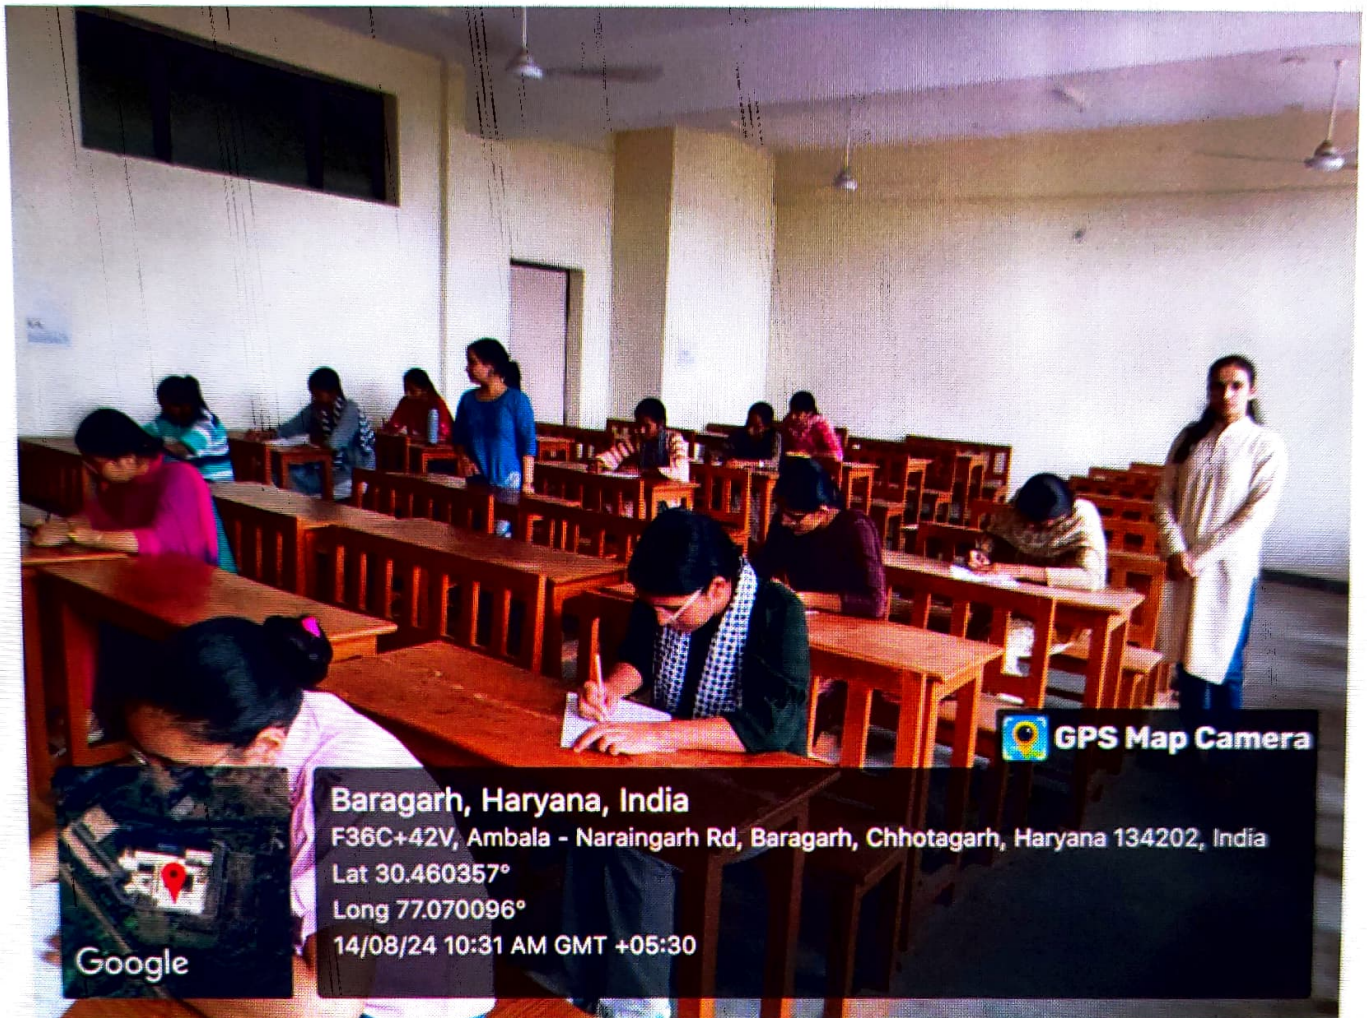 GPS Map Camera
Baragarh, Haryana, India
F36C+42V, Ambala - Naraingarh Rd, Baragarh, Chhotagarh, Haryana 134202, India
Lat 30.460357°
Long 77.070096°
14/08/24 10:31 AM GMT +05:30
Google